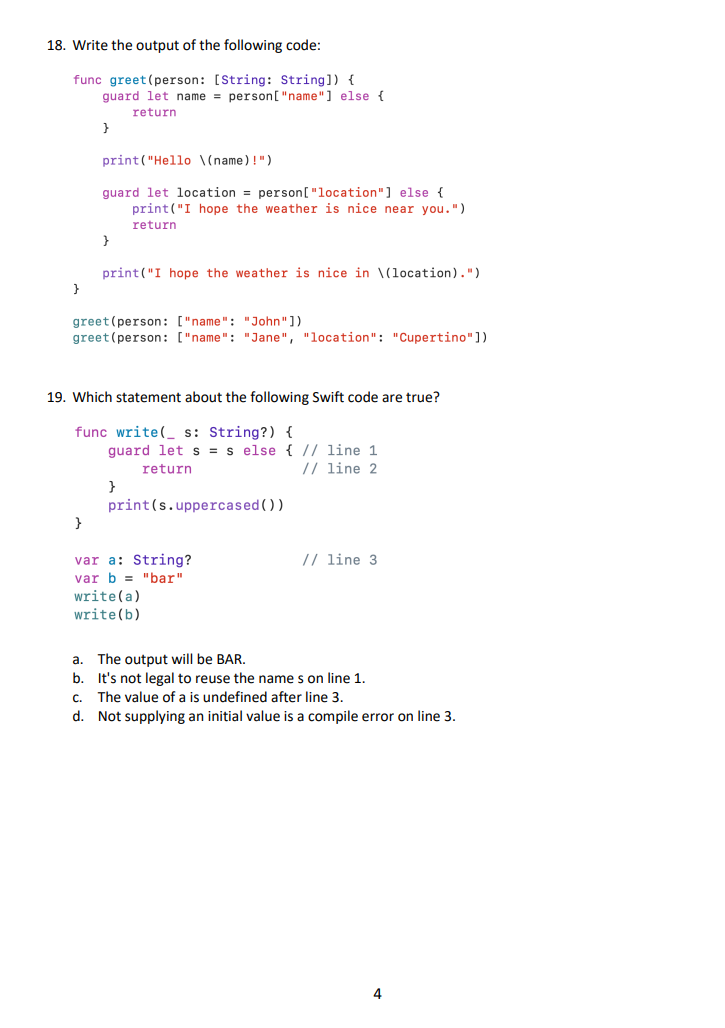 18. Write the output of the following code:
func greet(person: [String: String]) {
guard let name = person["name"] else {
return
}
print("Hello \(name)!")
guard let location = person["location"] else {
print("I hope the weather is nice near you.")
return
}
print("I hope the weather is nice in \(location).")
}
greet(person: ["name": "John"])
greet(person: ["name": "Jane", "location": "Cupertino"])
19. Which statement about the following Swift code are true?
func write(_ s: String?) {
guard let s = s else { // line 1
return // line 2
}
print(s.uppercased())
}
var a: String? // line 3
var b = "bar"
write(a)
write(b)
a. The output will be BAR.
b. It's not legal to reuse the name s on line 1.
c. The value of a is undefined after line 3.
d. Not supplying an initial value is a compile error on line 3.
4